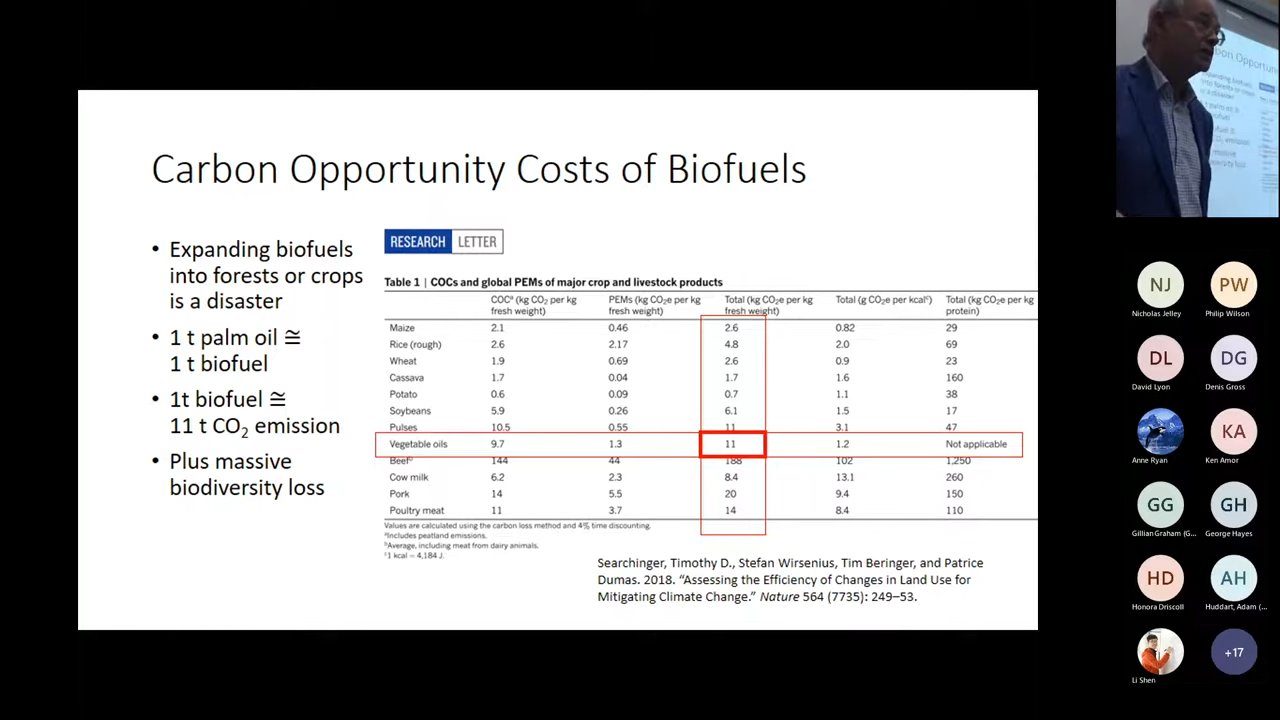 Carbon Opportunity Costs of Biofuels
• Expanding biofuels
into forests or crops
is a disaster
• 1 t palm oil ≅
1 t biofuel
• 1t biofuel ≅
11 t CO2 emission
• Plus massive
biodiversity loss
RESEARCH LETTER
Table 1 | COCs and global PEMs of major crop and livestock products
COCa (kg CO2 per kg fresh weight) PEMs (kg CO2e per kg fresh weight) Total (kg CO2e per kg fresh weight) Total (g CO2e per kcalc) Total (kg CO2e per kg protein)
Maize 2.1 0.46 2.6 0.82 29
Rice (rough) 2.6 2.17 4.8 2.0 69
Wheat 1.9 0.69 2.6 0.9 23
Cassava 1.7 0.04 1.7 1.6 160
Potato 0.6 0.09 0.7 1.1 38
Soybeans 5.9 0.26 6.1 1.5 17
Pulses 10.5 0.55 11 3.1 47
Vegetable oils 9.7 1.3 11 1.2 Not applicable
Beefb 144 44 188 102 1,250
Cow milk 6.2 2.3 8.4 13.1 260
Pork 14 5.5 20 9.4 150
Poultry meat 11 3.7 14 8.4 110
Values are calculated using the carbon loss method and 4% time discounting.
aIncludes peatland emissions.
bAverage, including meat from dairy animals.
c1 kcal = 4,184 J.
Searchinger, Timothy D., Stefan Wirsenius, Tim Beringer, and Patrice
Dumas. 2018. “Assessing the Efficiency of Changes in Land Use for
Mitigating Climate Change.” Nature 564 (7735): 249–53.
NJ PW
Nicholas Jelley Philip Wilson
DL DG
David Lyon Denis Gross
KA
Anne Ryan Ken Amor
GG GH
Gillian Graham (G... George Hayes
HD AH
Honora Driscoll Huddart, Adam (...
+17
Li Shen